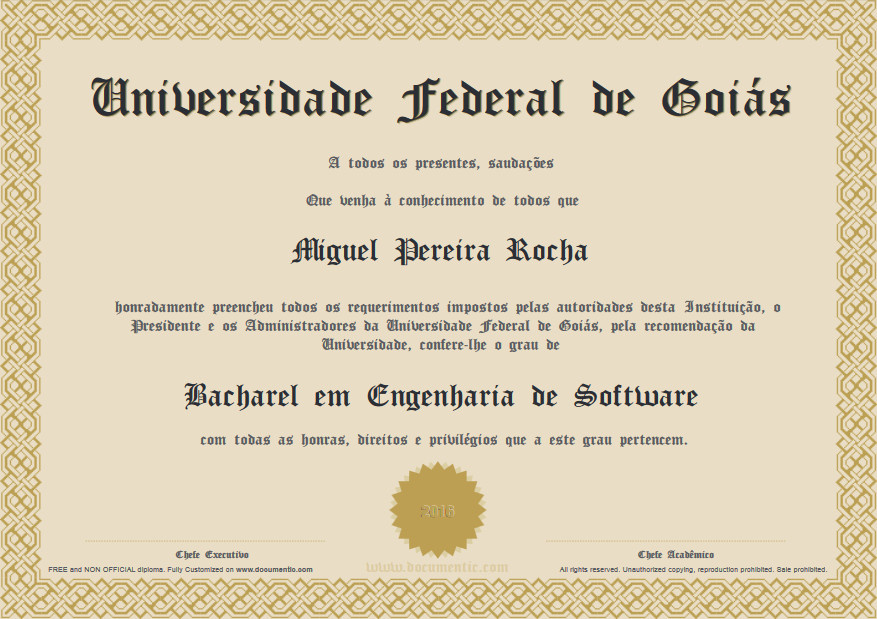 Universidade Federal de Goiás
A todos os presentes, saudações
Que venha à conhecimento de todos que
Miguel Pereira Rocha
honradamente preencheu todos os requerimentos impostos pelas autoridades desta Instituição, o
Presidente e os Administradores da Universidade Federal de Goiás, pela recomendação da
Universidade, confere-lhe o grau de
Bacharel em Engenharia de Software
com todas as honras, direitos e privilégios que a este grau pertencem.
2018
Chefe Executivo
Chefe Acadêmico
FREE and NON OFFICIAL diploma. Fully Customized on www.documentic.com
www.documentic.com
All rights reserved. Unauthorized copying, reproduction prohibited. Sale prohibited.